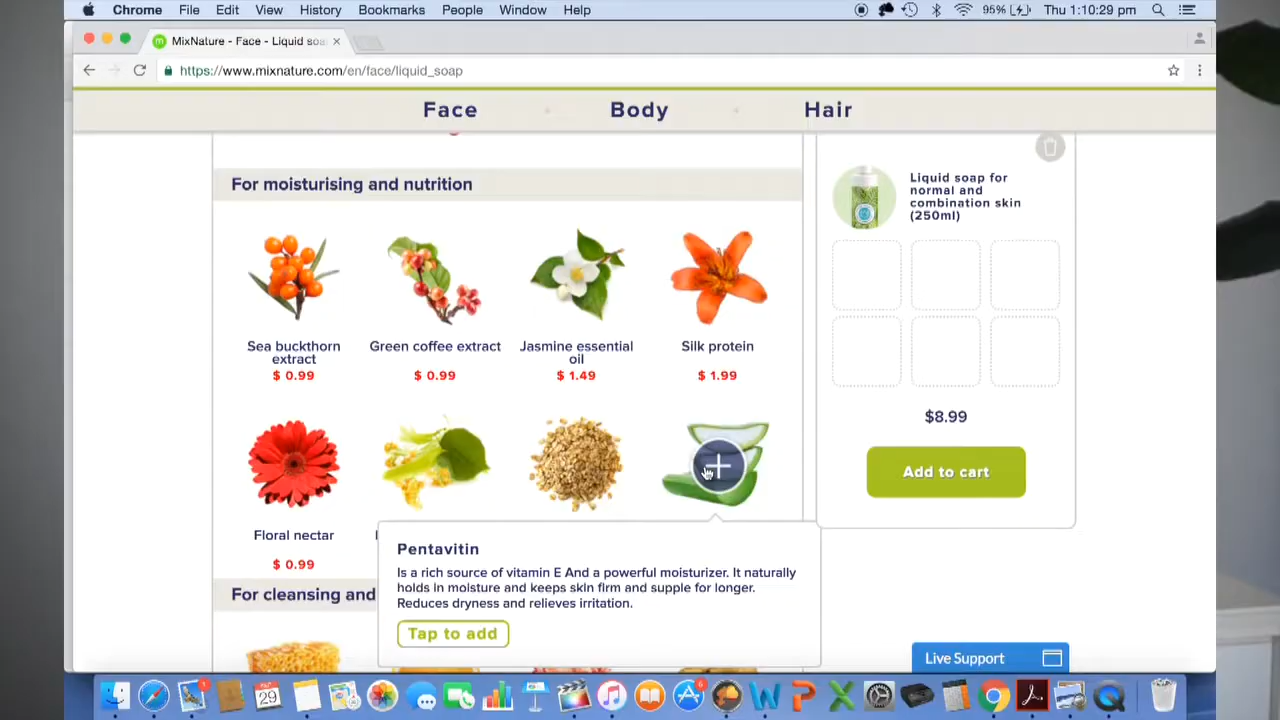 Chrome File Edit View History Bookmarks People Window Help 95% Thu 1:10:29 pm
MixNature - Face - Liquid soa
https://www.mixnature.com/en/face/liquid_soap
Face Body Hair
For moisturising and nutrition
Sea buckthorn
extract
$ 0.99
Green coffee extract
$ 0.99
Jasmine essential
oil
$ 1.49
Silk protein
$ 1.99
Floral nectar
$ 0.99
Pentavitin
Is a rich source of vitamin E And a powerful moisturizer. It naturally
holds in moisture and keeps skin firm and supple for longer.
Reduces dryness and relieves irritation.
Tap to add
For cleansing and
Liquid soap for
normal and
combination skin
(250ml)
$8.99
Add to cart
Live Support